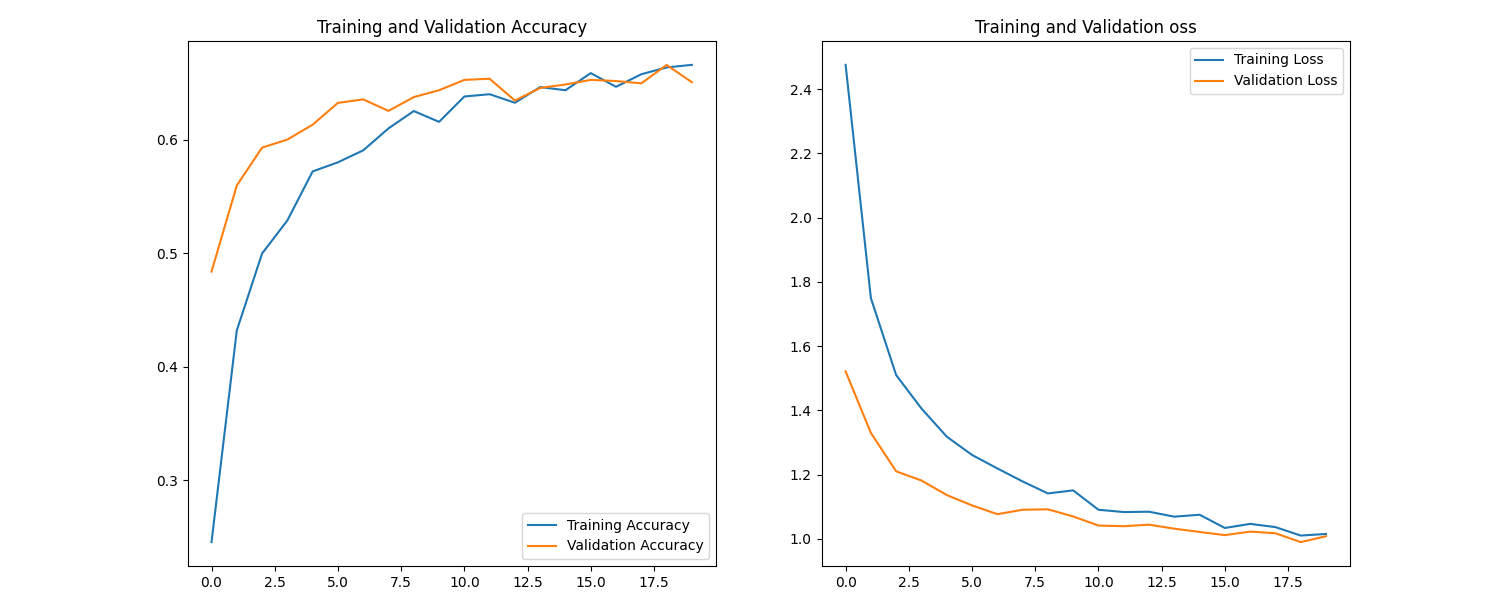 Training and Validation Accuracy
0.6
0.5
0.4
0.3
Training Accuracy
Validation Accuracy
0.0 2.5 5.0 7.5 10.0 12.5 15.0 17.5
Training and Validation oss
Training Loss
Validation Loss
2.4
2.2
2.0
1.8
1.6
1.4
1.2
1.0
0.0 2.5 5.0 7.5 10.0 12.5 15.0 17.5